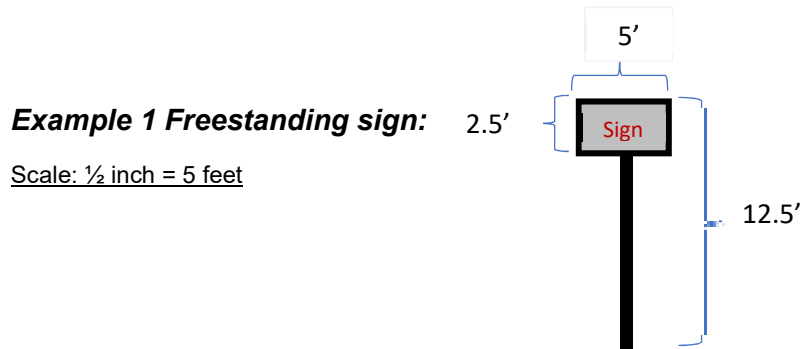 5’
Example 1 Freestanding sign:
2.5’
Sign
Scale: ½ inch = 5 feet
12.5’